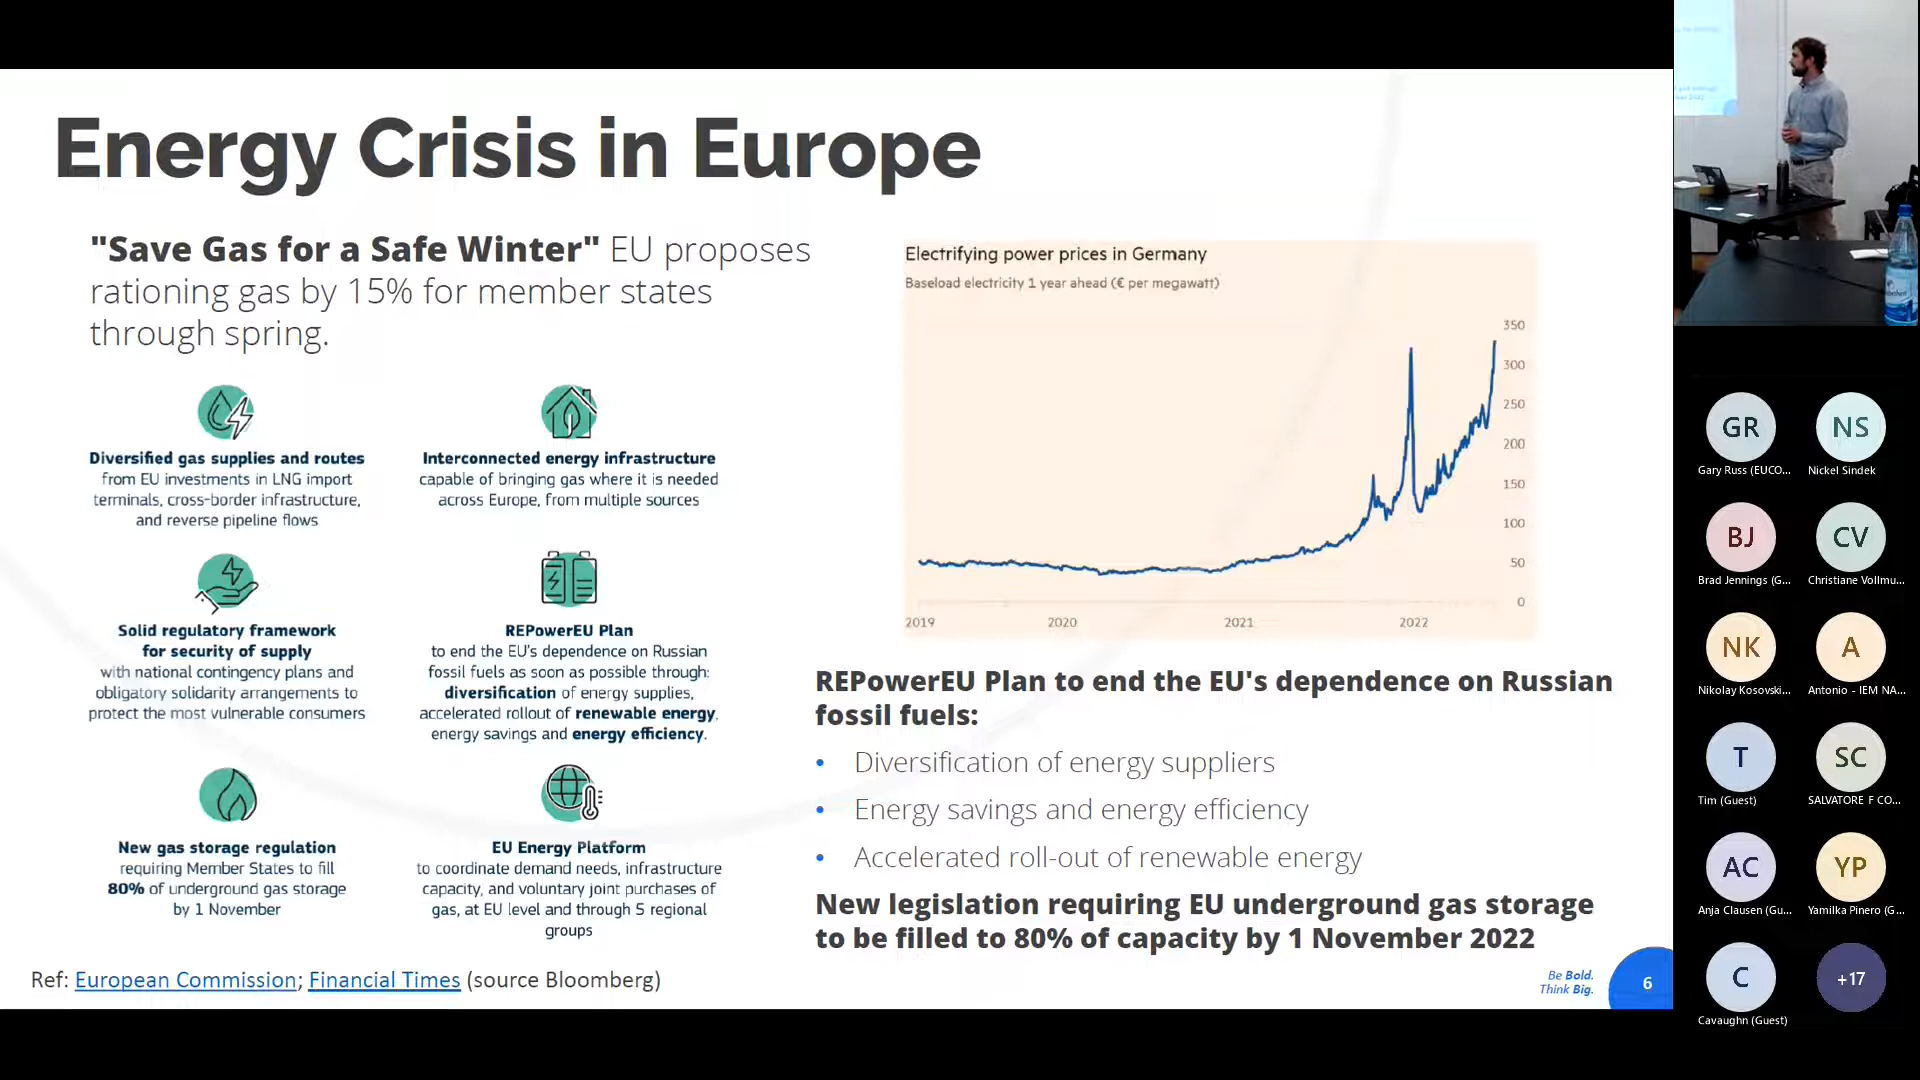 Energy Crisis in Europe
"Save Gas for a Safe Winter" EU proposes
rationing gas by 15% for member states
through spring.
Diversified gas supplies and routes
from EU investments in LNG import
terminals, cross-border infrastructure,
and reverse pipeline flows
Interconnected energy infrastructure
capable of bringing gas where it is needed
across Europe, from multiple sources
Solid regulatory framework
for security of supply
with national contingency plans and
obligatory solidarity arrangements to
protect the most vulnerable consumers
REPowerEU Plan
to end the EU's dependence on Russian
fossil fuels as soon as possible through:
diversification of energy supplies,
accelerated rollout of renewable energy,
energy savings and energy efficiency.
New gas storage regulation
requiring Member States to fill
80% of underground gas storage
by 1 November
EU Energy Platform
to coordinate demand needs, infrastructure
capacity, and voluntary joint purchases of
gas, at EU level and through 5 regional
groups
Ref: European Commission; Financial Times (source Bloomberg)
Electrifying power prices in Germany
Baseload electricity 1 year ahead (€ per megawatt)
350
300
250
200
150
100
50
0
2019 2020 2021 2022
REPowerEU Plan to end the EU's dependence on Russian
fossil fuels:
• Diversification of energy suppliers
• Energy savings and energy efficiency
• Accelerated roll-out of renewable energy
New legislation requiring EU underground gas storage
to be filled to 80% of capacity by 1 November 2022
Be Bold.
Think Big.
6
GR NS
Gary Russ (EUCO... Nickel Sindek
BJ CV
Brad Jennings (G... Christiane Vollmu...
NK A
Nikolay Kosovski... Antonio - IEM NA...
T SC
Tim (Guest) SALVATORE F CO...
AC YP
Anja Clausen (Gu... Yamilka Pinero (G...
C +17
Cavaughn (Guest)